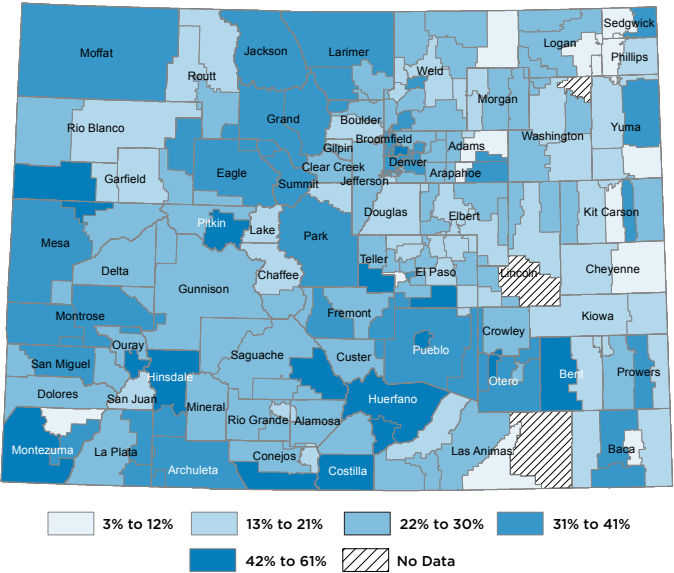 Sedgwick
Moffat
Jackson
Larimer
Logan
Phillips
Routt
Weld
Morgan
Rio Blanco
Grand
Boulder
Yuma
Washington
Broomfield
Gilpin
Adams
Clear Creek
Denver
Eagle
Arapahoe
Garfield
Summit
Jefferson
Pitkin
Douglas
Elbert
Kit Carson
Lake
Mesa
Park
Teller
Delta
Chaffee
El Paso
Lincoln
Cheyenne
Gunnison
Montrose
Fremont
Kiowa
Crowley
Ouray
Pueblo
San Miguel
Saguache
Custer
Hinsdale
Otero
Bent
Prowers
Dolores
San Juan
Huerfano
Mineral
Rio Grande
Alamosa
Montezuma
La Plata
Conejos
Las Animas
Baca
Archuleta
Costilla
3% to 12%
13% to 21%
22% to 30%
31% to 41%
42% to 61%
No Data